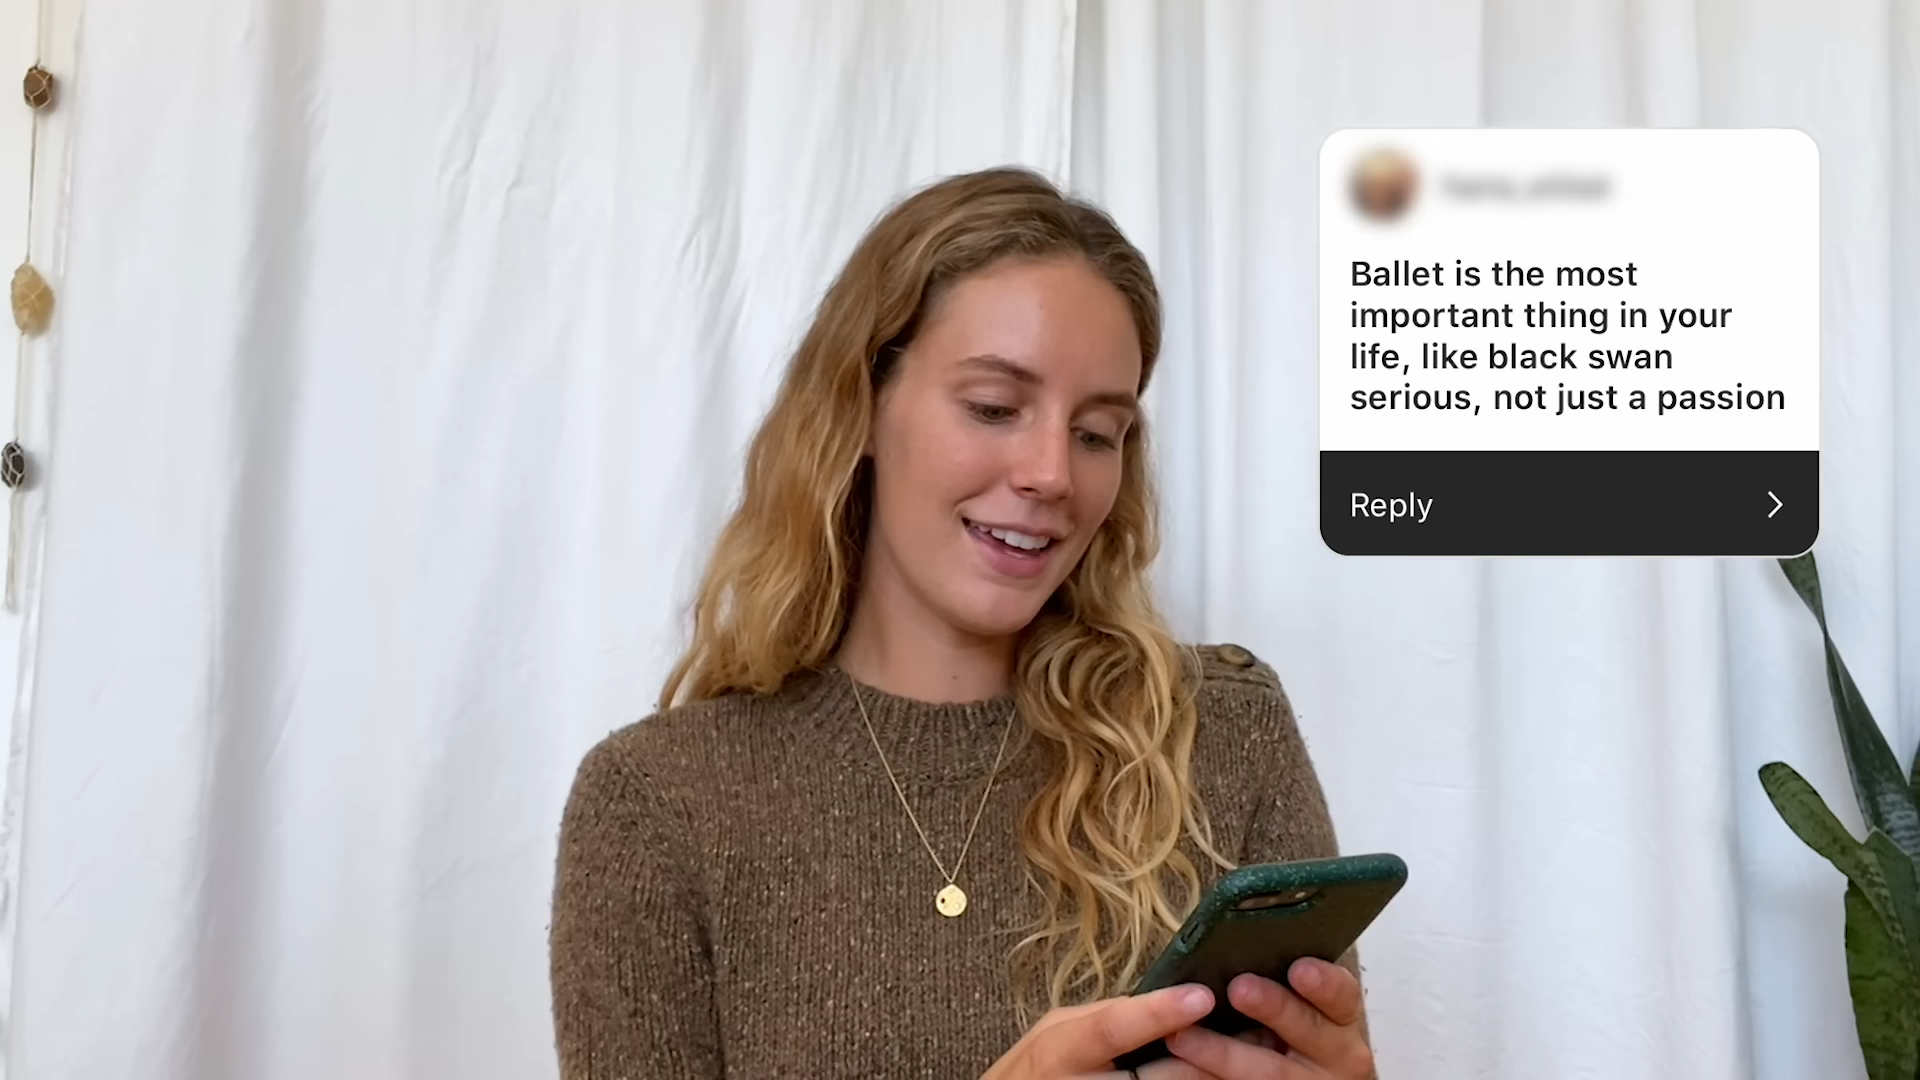 Ballet is the most
important thing in your
life, like black swan
serious, not just a passion
Reply